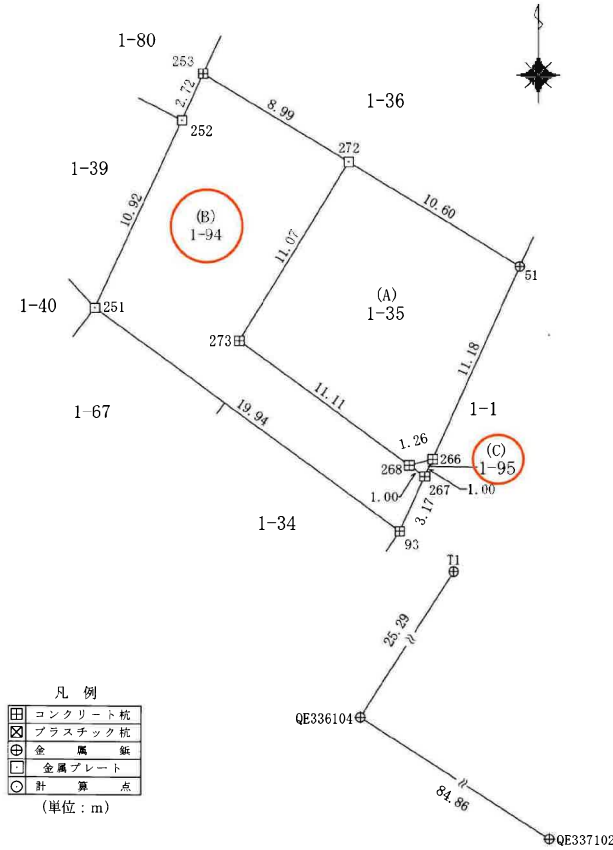 1-80
253
2.72
8.99
1-36
252
272
1-39
10.60
10.92
(B)
1-94
11.07
51
(A)
1-35
1-40
251
273
11.18
11.11
1-67
19.94
1-1
1.26
266
(C)
1-95
268
267
1.00
1.00
3.17
1-34
93
T1
25.29
QE336104
84.86
QE337102
凡 例
コンクリート杭
プラスチック杭
金 属 鋲
金属プレート
計 算 点
(単位:m)